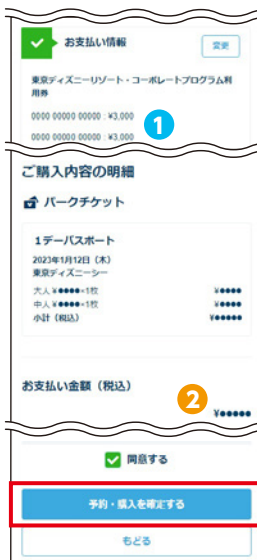 お支払い情報
変更
東京ディズニーリゾート・コーポレートプログラム利
用券
0000 00000 00000 : ¥3,000
0000 00000 00000 : ¥3,000
1
ご購入内容の明細
パークチケット
1デーパスポート
2023年1月12日（木）
東京ディズニーシー
大人 ¥●●●●×1枚 ¥●●●●
中人 ¥●●●●×1枚 ¥●●●●
小計（税込） ¥●●●●●
お支払い金額（税込）
2
¥●●●●●
同意する
予約・購入を確定する
もどる